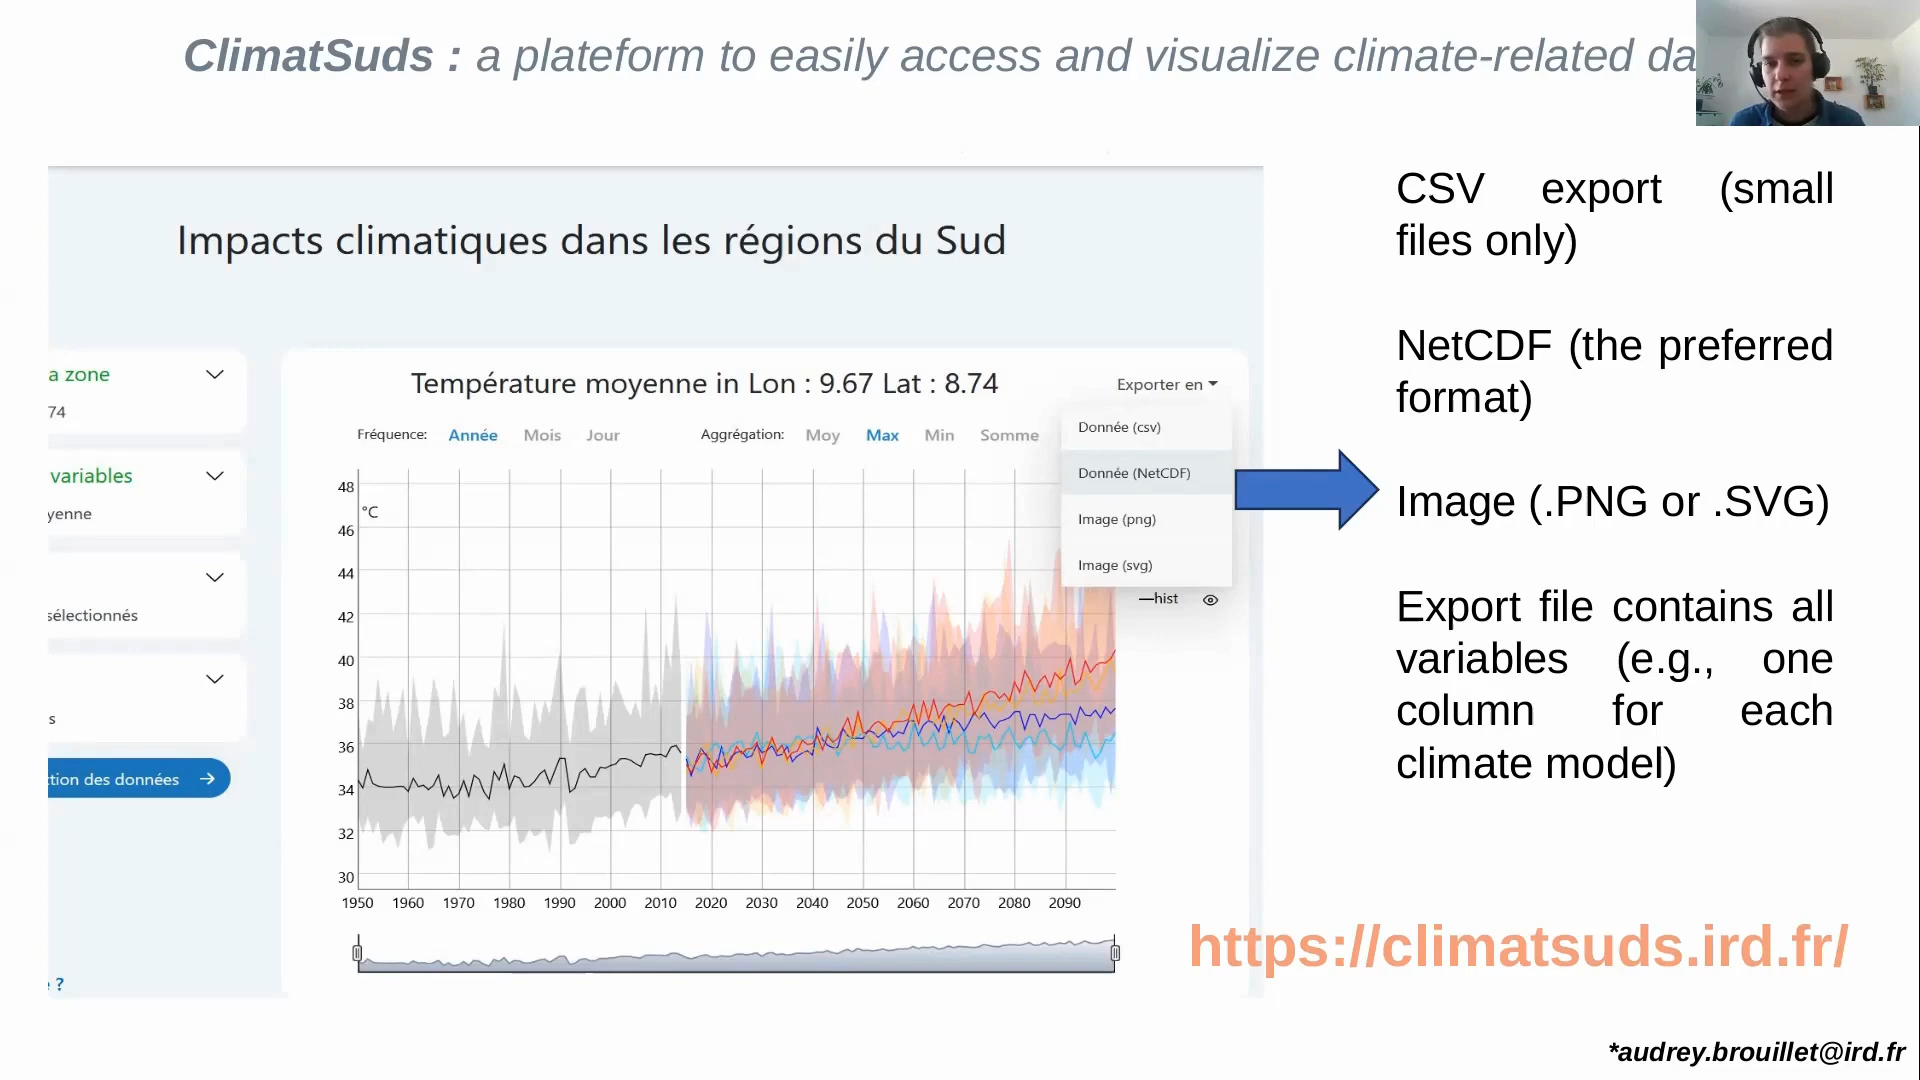 ClimatSuds : a plateform to easily access and visualize climate-related da
Impacts climatiques dans les régions du Sud
a zone
74
variables
yenne
sélectionnés
s
tion des données
?
Température moyenne in Lon : 9.67 Lat : 8.74
Exporter en
Fréquence: Année Mois Jour Aggrégation: Moy Max Min Somme
Donnée (csv)
Donnée (NetCDF)
Image (png)
Image (svg)
hist
°C
48
46
44
42
40
38
36
34
32
30
1950 1960 1970 1980 1990 2000 2010 2020 2030 2040 2050 2060 2070 2080 2090
CSV export (small
files only)
NetCDF (the preferred
format)
Image (.PNG or .SVG)
Export file contains all
variables (e.g., one
column for each
climate model)
https://climatsuds.ird.fr/
*audrey.brouillet@ird.fr